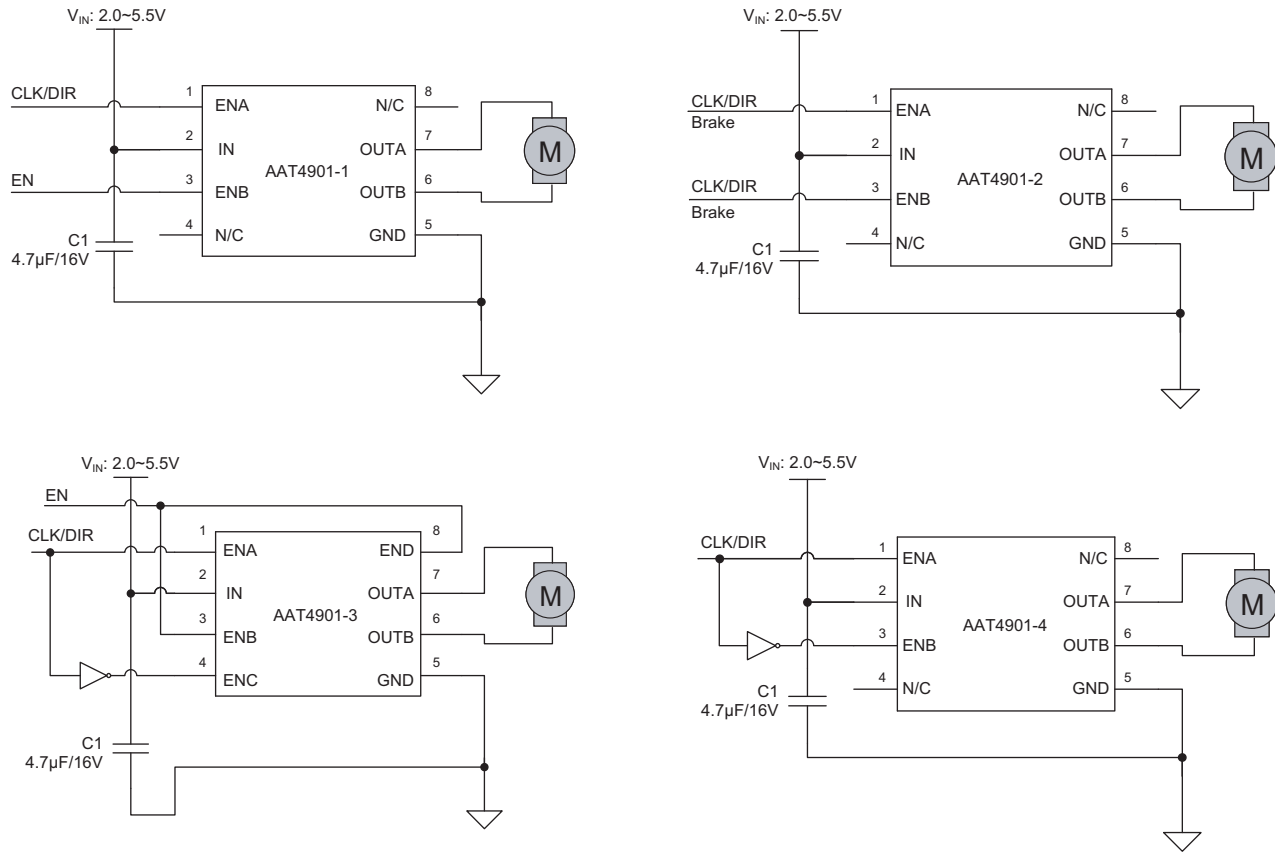 V_IN: 2.0~5.5V
CLK/DIR
1
ENA
N/C
8
2
IN
OUTA
7
M
AAT4901-1
EN
3
ENB
OUTB
6
4
N/C
GND
5
C1
4.7µF/16V
V_IN: 2.0~5.5V
CLK/DIR
Brake
1
ENA
N/C
8
2
IN
OUTA
7
M
AAT4901-2
CLK/DIR
Brake
3
ENB
OUTB
6
4
N/C
GND
5
C1
4.7µF/16V
V_IN: 2.0~5.5V
EN
CLK/DIR
1
ENA
END
8
2
IN
OUTA
7
M
AAT4901-3
3
ENB
OUTB
6
4
ENC
GND
5
C1
4.7µF/16V
V_IN: 2.0~5.5V
CLK/DIR
1
ENA
N/C
8
2
IN
OUTA
7
M
AAT4901-4
3
ENB
OUTB
6
4
N/C
GND
5
C1
4.7µF/16V